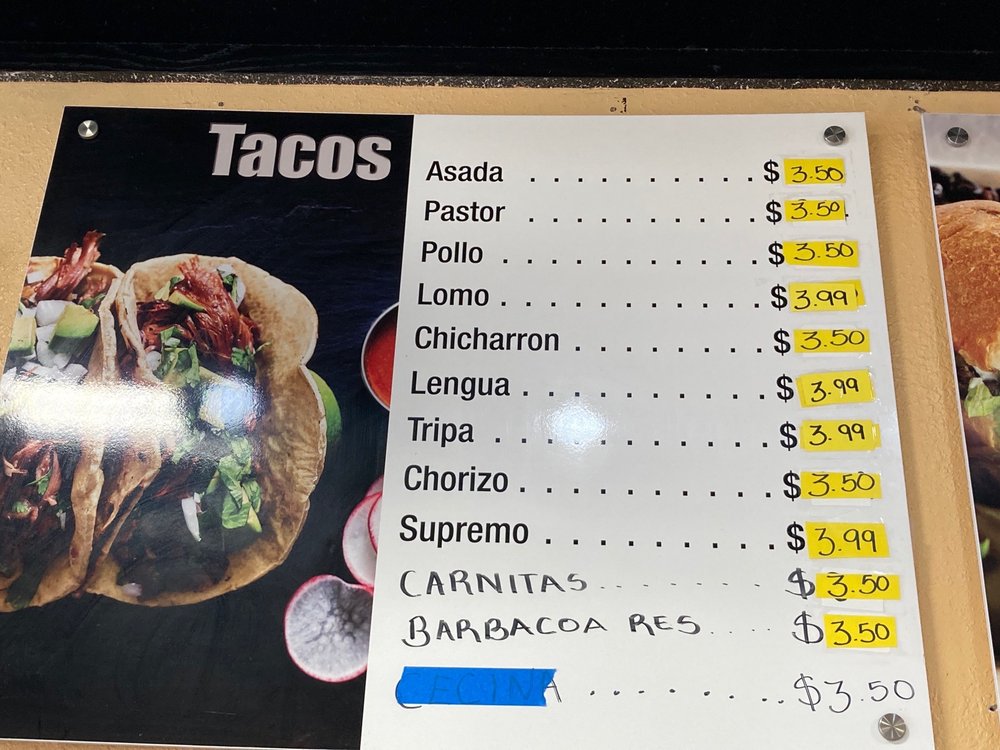 Tacos
Asada . . . . . . . . . . $ 3.50
Pastor . . . . . . . . . . $ 3.50
Pollo . . . . . . . . . . . $ 3.50
Lomo . . . . . . . . . . . $ 3.99
Chicharron . . . . . . . . $ 3.50
Lengua . . . . . . . . . . $ 3.99
Tripa . . . . . . . . . . . $ 3.99
Chorizo . . . . . . . . . . $ 3.50
Supremo . . . . . . . . . $ 3.99
CARNITAS . . . . . . . . $ 3.50
BARBACOA RES . . . . $ 3.50
CECINA . . . . . . . . $3.50